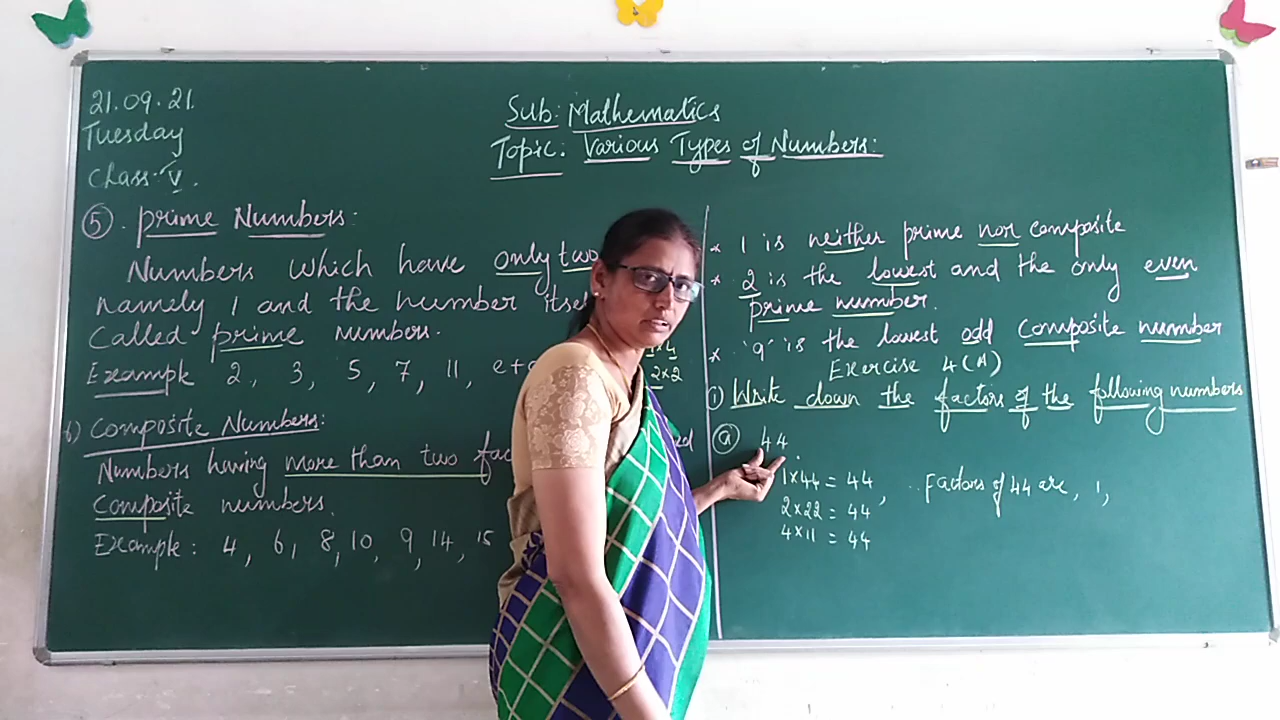 21.09.21.
Tuesday
Class-V.
Sub: Mathematics
Topic: Various Types of Numbers:
5. Prime Numbers:
Numbers which have only two
namely 1 and the number itse
Called prime numbers.
Example 2, 3, 5, 7, 11, etc
1×4
2×2
6) Composite Numbers:
Numbers having more than two fac
Composite numbers.
Example: 4, 6, 8, 10, 9, 14, 15
* 1 is neither prime nor composite
* 2 is the lowest and the only even
prime number.
* '9' is the lowest odd composite number
Exercise 4(A)
1) Write down the factors of the following numbers
a 44.
1×44 = 44
2×22 = 44,
4×11 = 44
∴ Factors of 44 are, 1,